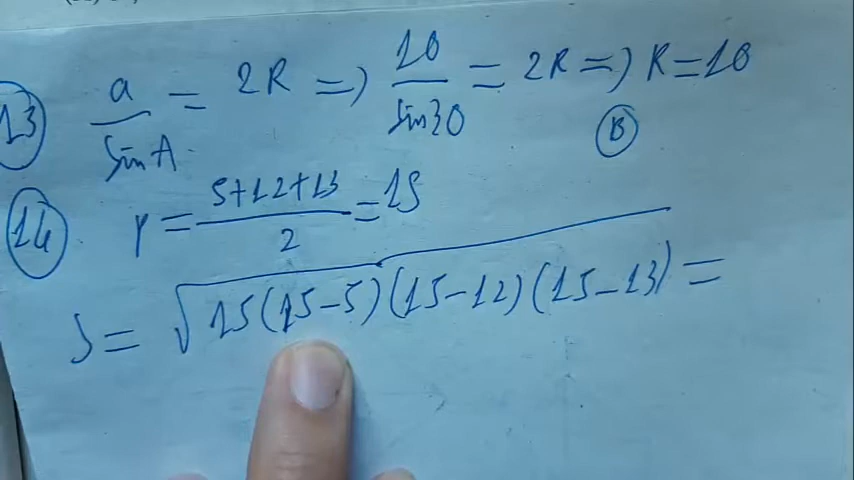 13 a/sin A = 2R => 10/sin30 = 2R => R=10
B
14 p = (5+12+13)/2 = 15
S = √15(15-5)(15-12)(15-13) =